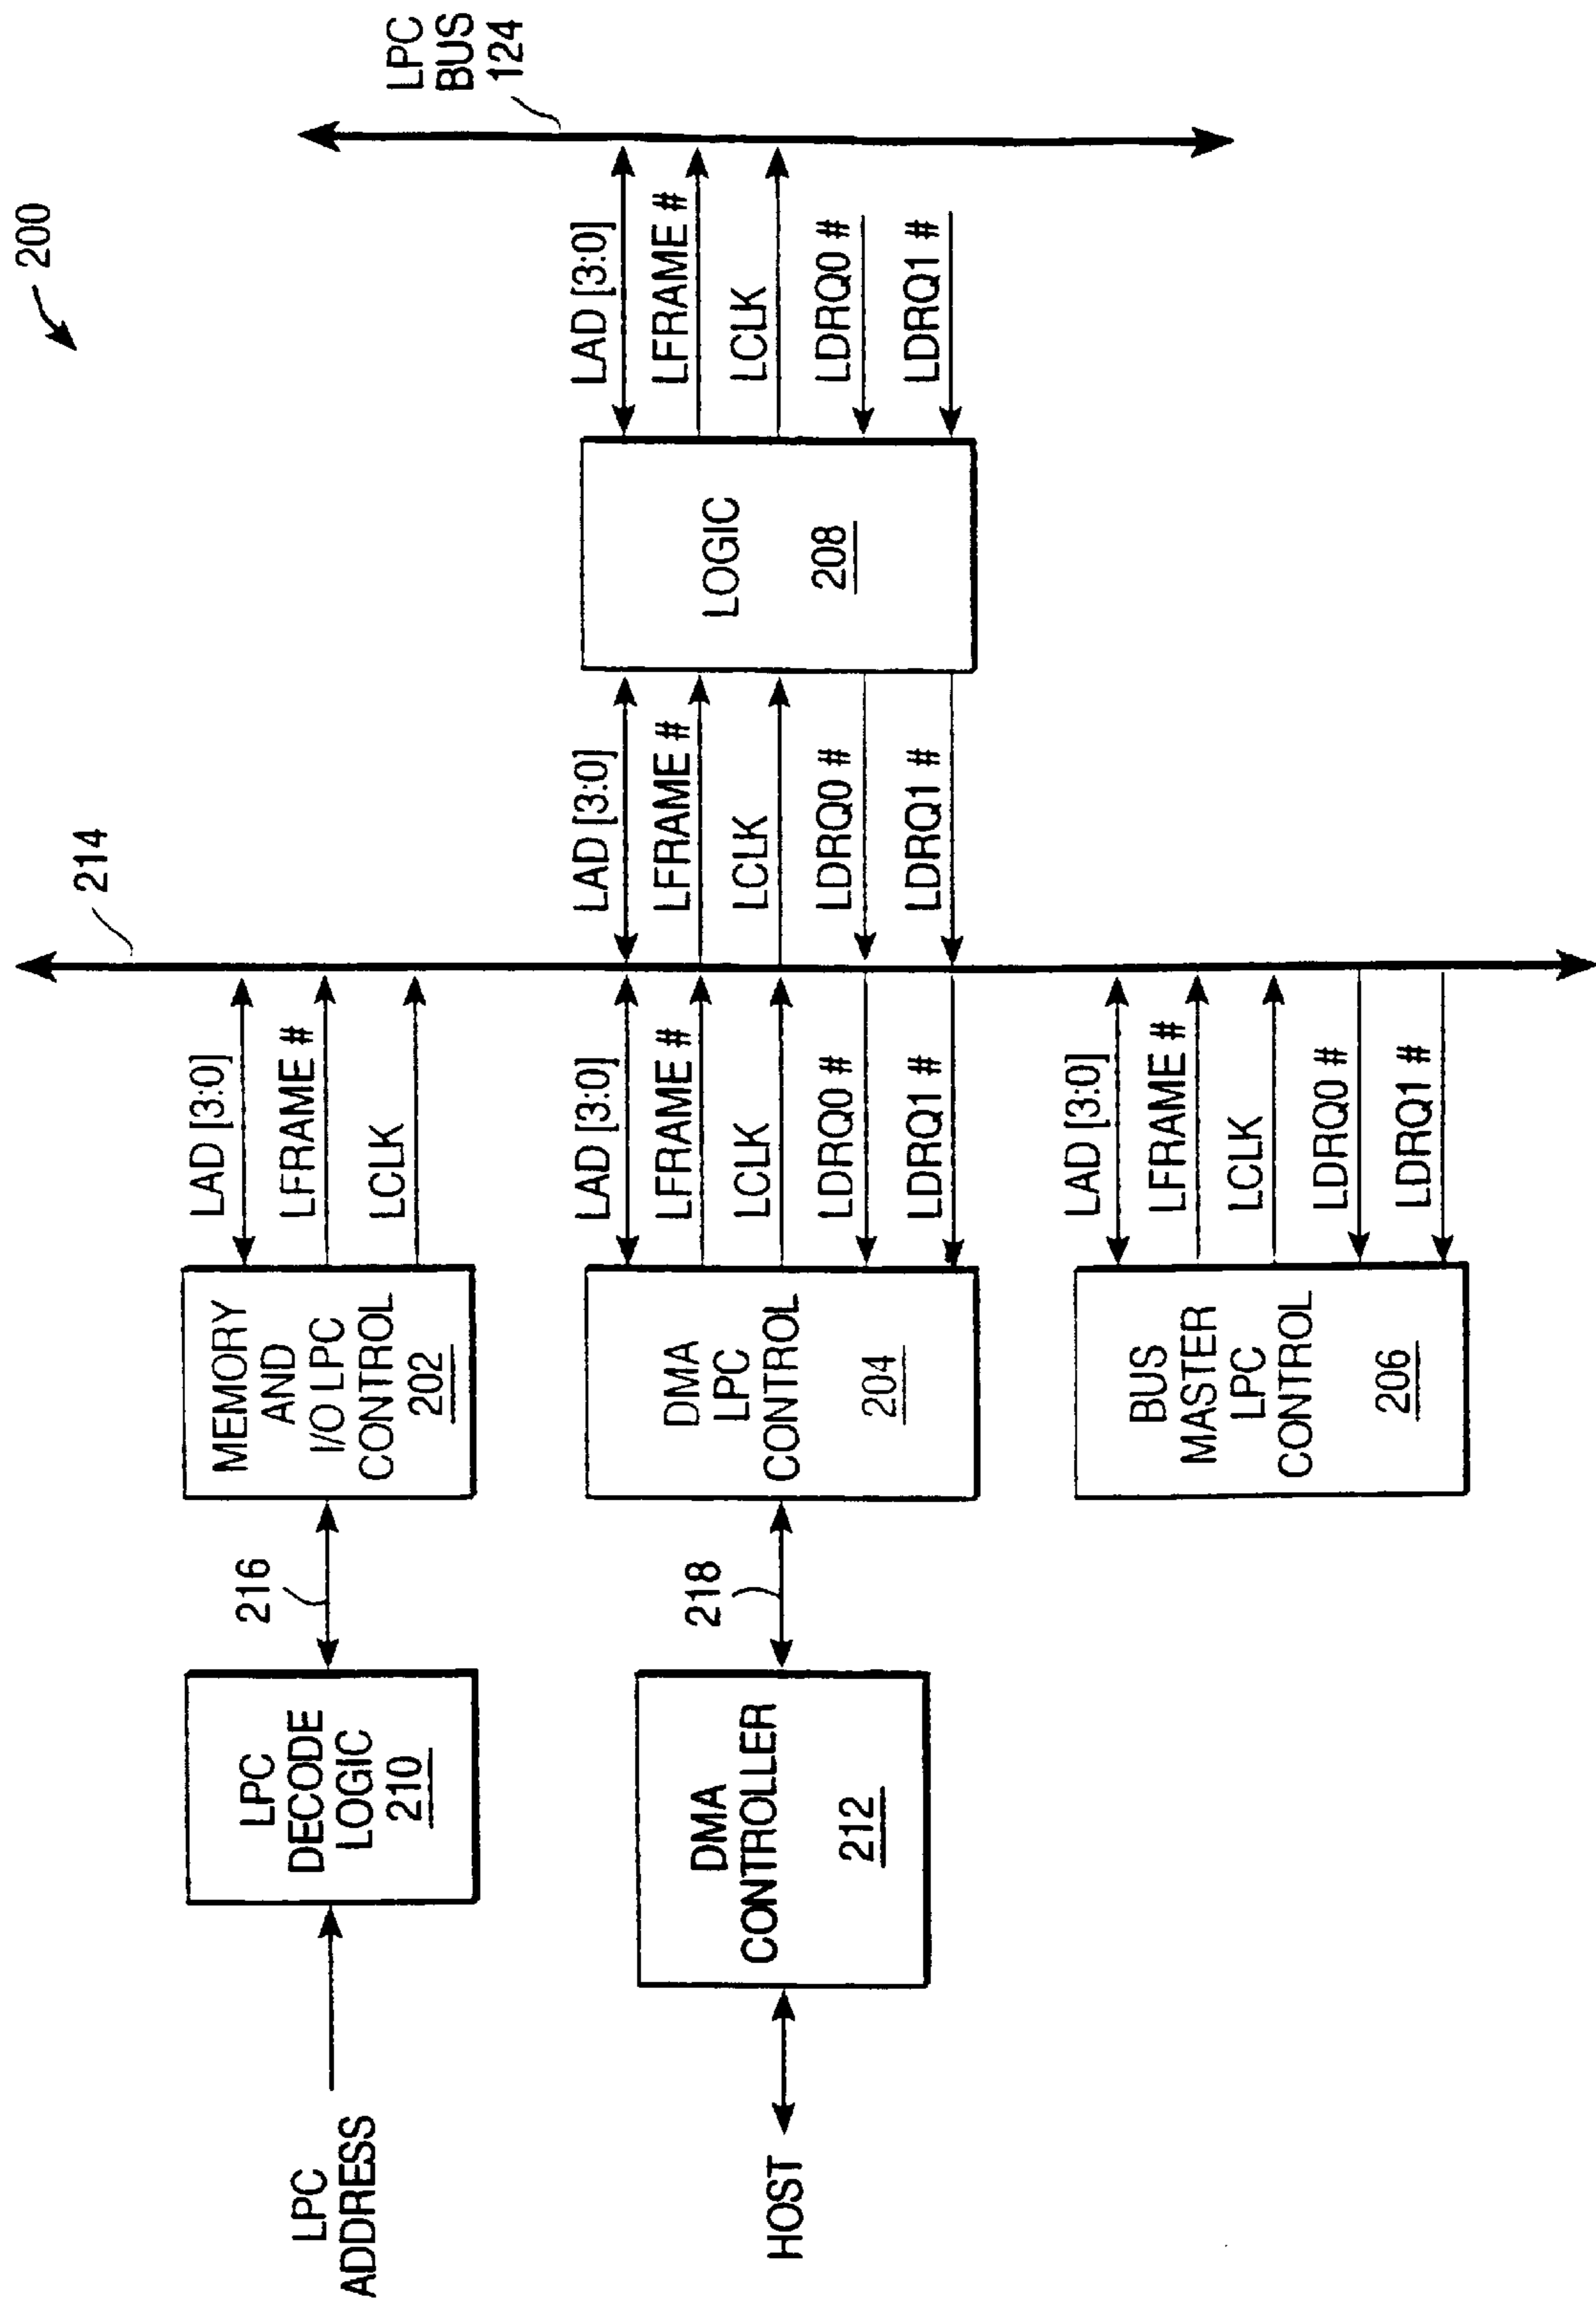 200
LPC
BUS
124
214
LAD [3:0]
LFRAME #
LCLK
LDRQ0 #
LDRQ1 #
LOGIC
208
LAD [3:0]
LFRAME #
LCLK
LDRQ0 #
LDRQ1 #
LAD [3:0]
LFRAME #
LCLK
LAD [3:0]
LFRAME #
LCLK
LDRQ0 #
LDRQ1 #
LAD [3:0]
LFRAME #
LCLK
LDRQ0 #
LDRQ1 #
MEMORY
AND
I/O LPC
CONTROL
202
DMA
LPC
CONTROL
204
BUS
MASTER
LPC
CONTROL
206
216
218
LPC
DECODE
LOGIC
210
DMA
CONTROLLER
212
LPC
ADDRESS
HOST